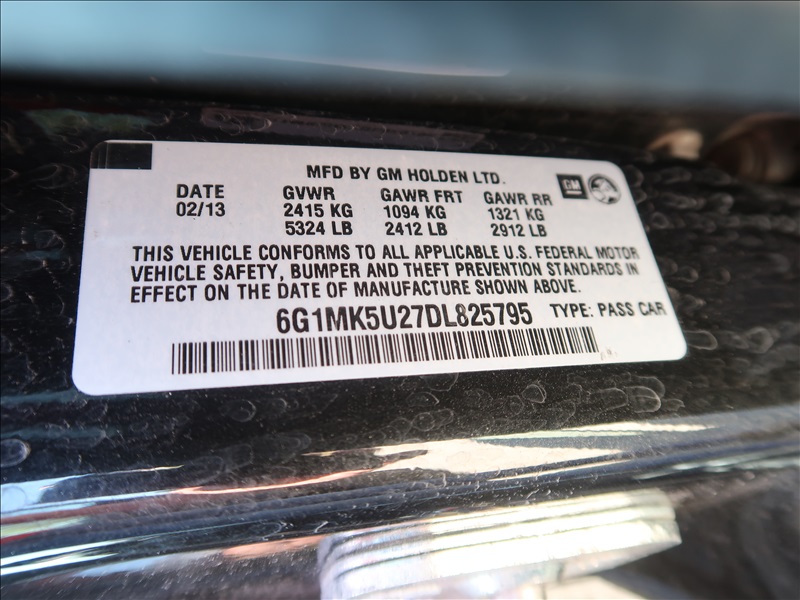 MFD BY GM HOLDEN LTD.
GM
DATE GVWR GAWR FRT GAWR RR
02/13 2415 KG 1094 KG 1321 KG
5324 LB 2412 LB 2912 LB
THIS VEHICLE CONFORMS TO ALL APPLICABLE U.S. FEDERAL MOTOR
VEHICLE SAFETY, BUMPER AND THEFT PREVENTION STANDARDS IN
EFFECT ON THE DATE OF MANUFACTURE SHOWN ABOVE.
6G1MK5U27DL825795 TYPE: PASS CAR